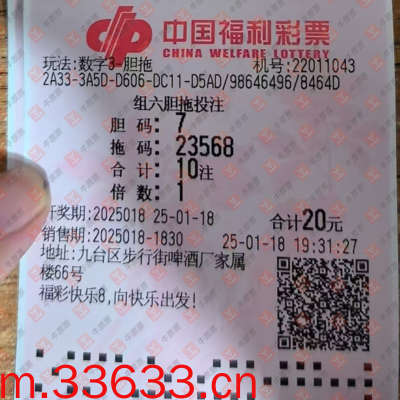 中国福利彩票
CHINA WELFARE LOTTERY
玩法:数字3-胆拖 机号:22011043
2A33-3A5D-D606-DC11-D5AD/98646496/8464D
组六胆拖投注
胆 码: 7
拖 码: 23568
合 计: 10注
倍 数: 1
开奖期:2025018 25-01-18 合计20元
销售期:2025018-1830 25-01-18 19:31:27
地址:九台区步行街啤酒厂家属
楼66号
福彩快乐8,向快乐出发!
m.33633.cn